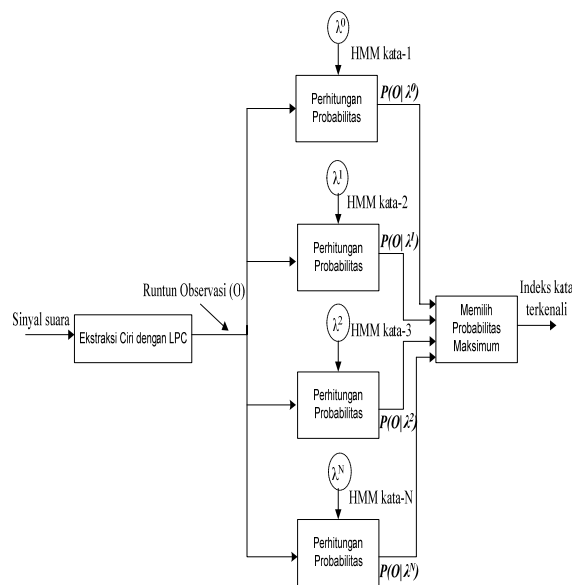 λ⁰
HMM kata-1
Perhitungan
Probabilitas
P(O| λ⁰)
λ¹
HMM kata-2
Perhitungan
Probabilitas
P(O| λ¹)
Runtun Observasi (O)
Sinyal suara
Ekstraksi Ciri dengan LPC
λ²
HMM kata-3
Perhitungan
Probabilitas
P(O| λ²)
Memilih
Probabilitas
Maksimum
Indeks kata
terkenali
λᴺ
HMM kata-N
Perhitungan
Probabilitas
P(O| λᴺ)